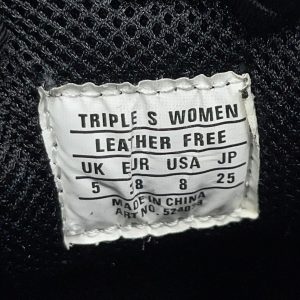 TRIPLE S WOMEN
LEATHER FREE
UK EUR USA JP
5 38 8 25
MADE IN CHINA
ART NO.